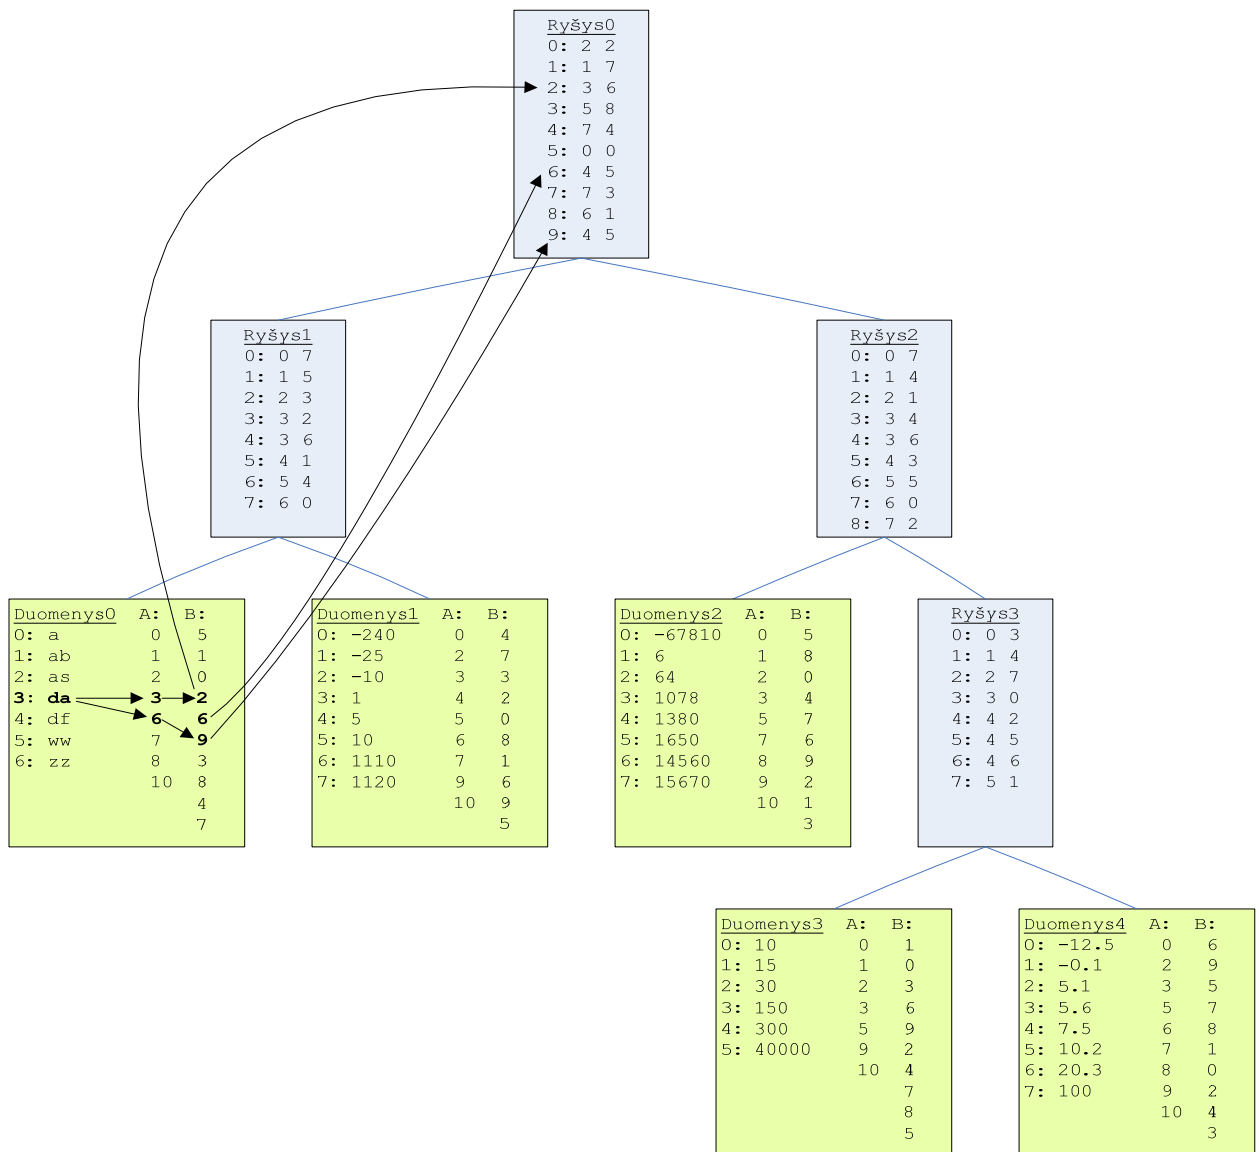 Ryšys0
0: 2 2
1: 1 7
2: 3 6
3: 5 8
4: 7 4
5: 0 0
6: 4 5
7: 7 3
8: 6 1
9: 4 5
Ryšys1
0: 0 7
1: 1 5
2: 2 3
3: 3 2
4: 3 6
5: 4 1
6: 5 4
7: 6 0
Ryšys2
0: 0 7
1: 1 4
2: 2 1
3: 3 4
4: 3 6
5: 4 3
6: 5 5
7: 6 0
8: 7 2
Duomenys0 A: B:
0: a 0 5
1: ab 1 1
2: as 2 0
3: da 3 2
4: df 6 6
5: ww 7 9
6: zz 8 3
10 8
4
7
Duomenys1 A: B:
0: -240 0 4
1: -25 2 7
2: -10 3 3
3: 1 4 2
4: 5 5 0
5: 10 6 8
6: 1110 7 1
7: 1120 9 6
10 9
5
Duomenys2 A: B:
0: -67810 0 5
1: 6 1 8
2: 64 2 0
3: 1078 3 4
4: 1380 5 7
5: 1650 7 6
6: 14560 8 9
7: 15670 9 2
10 1
3
Ryšys3
0: 0 3
1: 1 4
2: 2 7
3: 3 0
4: 4 2
5: 4 5
6: 4 6
7: 5 1
Duomenys3 A: B:
0: 10 0 1
1: 15 1 0
2: 30 2 3
3: 150 3 6
4: 300 5 9
5: 40000 9 2
10 4
7
8
5
Duomenys4 A: B:
0: -12.5 0 6
1: -0.1 2 9
2: 5.1 3 5
3: 5.6 5 7
4: 7.5 6 8
5: 10.2 7 1
6: 20.3 8 0
7: 100 9 2
10 4
3